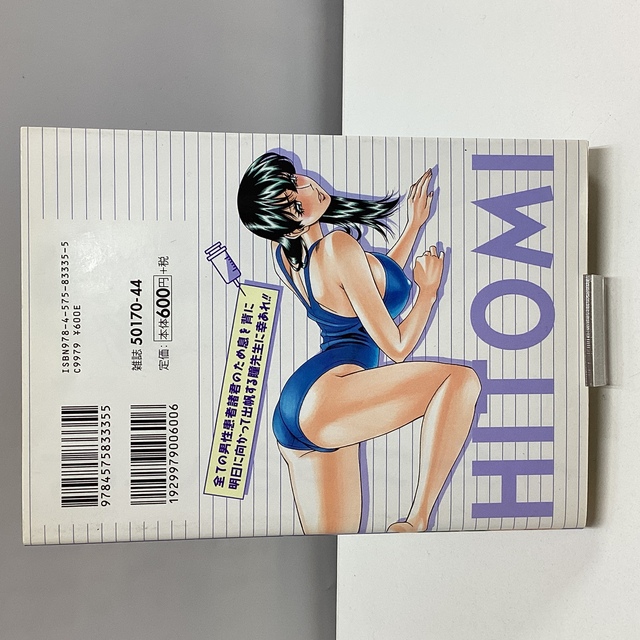 HITOMI
全ての男性患者諸君のため息を背に、
明日に向かって出帆する瞳先生に幸あれ!!
ISBN978-4-575-83335-5
C9979 ¥600E
雑誌 50170-44
定価:本体600円+税
9784575833355
1929979006006